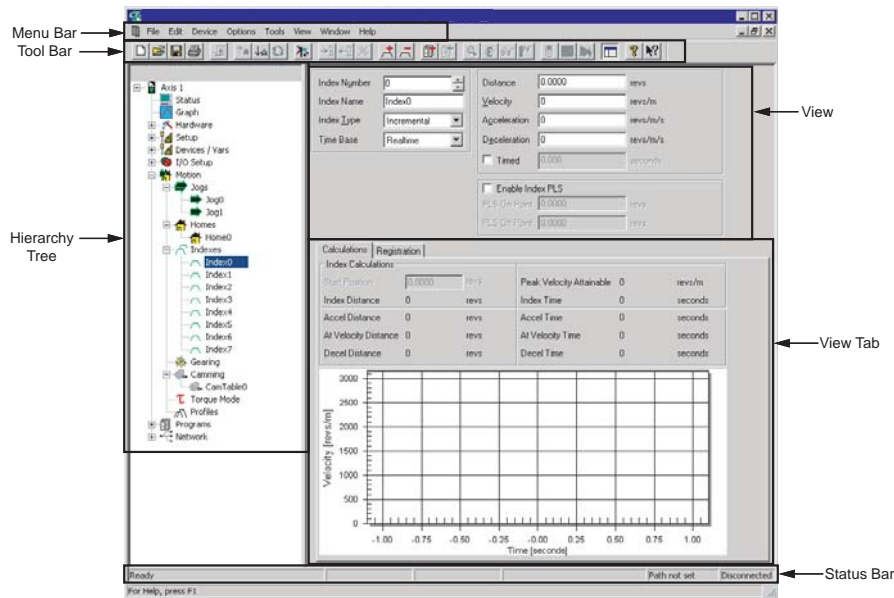 Menu Bar
File Edit Device Options Tools View Window Help
Tool Bar
Axis 1
Status
Graph
Hardware
Setup
Devices / Vars
I/O Setup
Motion
Jogs
Jog0
Jog1
Homes
Home0
Indexes
Index0
Index1
Index2
Index3
Index4
Index5
Index6
Index7
Gearing
Camming
CamTable0
Torque Mode
Profiles
Programs
Network
Hierarchy
Tree
Index Number 0
Index Name Index0
Index Type Incremental
Time Base Realtime
Distance 0.0000 revs
Velocity 0 revs/m
Acceleration 0 revs/m/s
Deceleration 0 revs/m/s
Timed 0.000 seconds
Enable Index PLS
PLS On Point 0.0000 revs
PLS Off Point 0.0000 revs
View
Calculations Registration
Index Calculations
Start Position 0.0000 revs
Peak Velocity Attainable 0 revs/m
Index Distance 0 revs
Index Time 0 seconds
Accel Distance 0 revs
Accel Time 0 seconds
At Velocity Distance 0 revs
At Velocity Time 0 seconds
Decel Distance 0 revs
Decel Time 0 seconds
View Tab
Velocity [revs/m]
3000
2500
2000
1500
1000
500
0
-1.00 -0.75 -0.50 -0.25 -0.00 0.25 0.50 0.75 1.00
Time [seconds]
Ready Path not set Disconnected
Status Bar
For Help, press F1